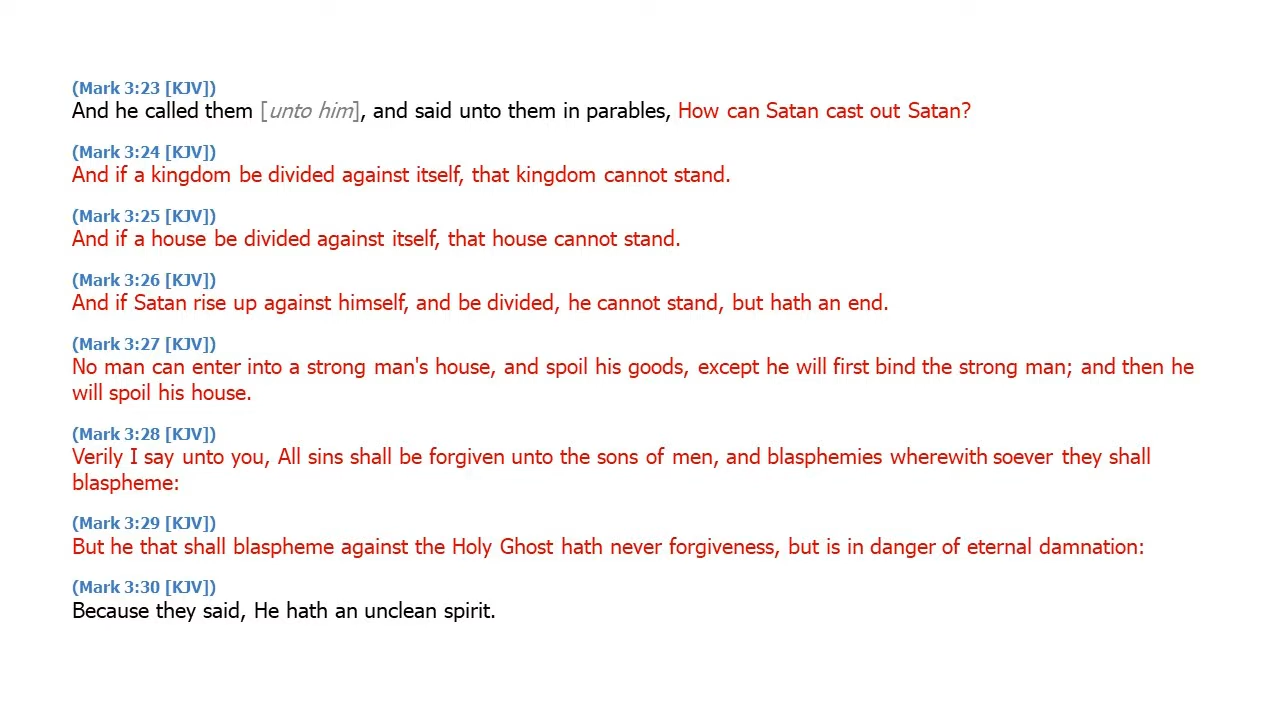 (Mark 3:23 [KJV])
And he called them [unto him], and said unto them in parables, How can Satan cast out Satan?
(Mark 3:24 [KJV])
And if a kingdom be divided against itself, that kingdom cannot stand.
(Mark 3:25 [KJV])
And if a house be divided against itself, that house cannot stand.
(Mark 3:26 [KJV])
And if Satan rise up against himself, and be divided, he cannot stand, but hath an end.
(Mark 3:27 [KJV])
No man can enter into a strong man's house, and spoil his goods, except he will first bind the strong man; and then he
will spoil his house.
(Mark 3:28 [KJV])
Verily I say unto you, All sins shall be forgiven unto the sons of men, and blasphemies wherewith soever they shall
blaspheme:
(Mark 3:29 [KJV])
But he that shall blaspheme against the Holy Ghost hath never forgiveness, but is in danger of eternal damnation:
(Mark 3:30 [KJV])
Because they said, He hath an unclean spirit.